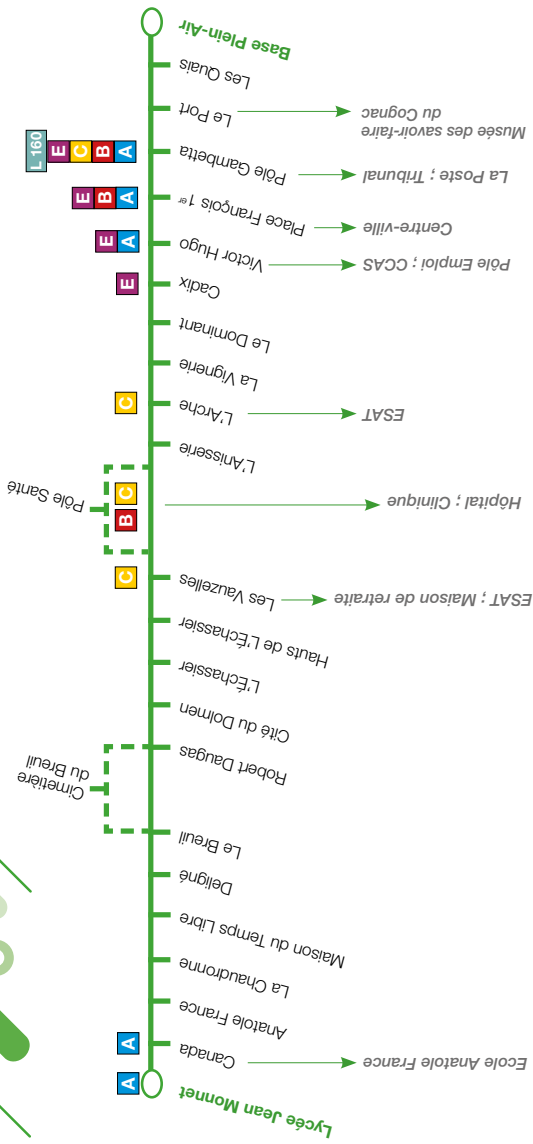 Lycée Jean Monnet
A
Ecole Anatole France
Canada
A
Anatole France
La Chaudronne
Maison du Temps Libre
Deligné
Le Breuil
Cimetière
du Breuil
Robert Daugas
Cité du Dolmen
L'Échassier
Hauts de L'Échassier
ESAT ; Maison de retraite
Les Vauzelles
C
Hôpital ; Clinique
B
C
Pôle Santé
L'Anisserie
ESAT
L'Arche
C
La Vignerie
Le Dominant
Cadix
E
Pôle Emploi ; CCAS
Victor Hugo
A E
Centre-ville
Place François 1er
A B E
La Poste ; Tribunal
Pôle Gambetta
A B C E L 160
Musée des savoir-faire
du Cognac
Le Port
Les Quais
Base Plein-Air